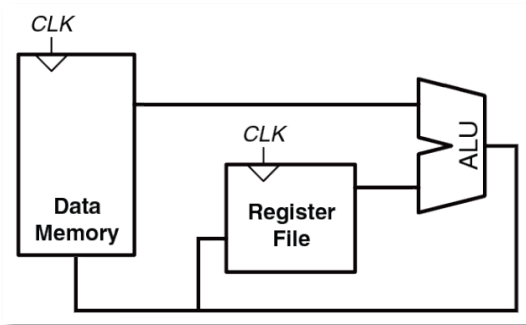 CLK
CLK
ALU
Data
Memory
Register
File